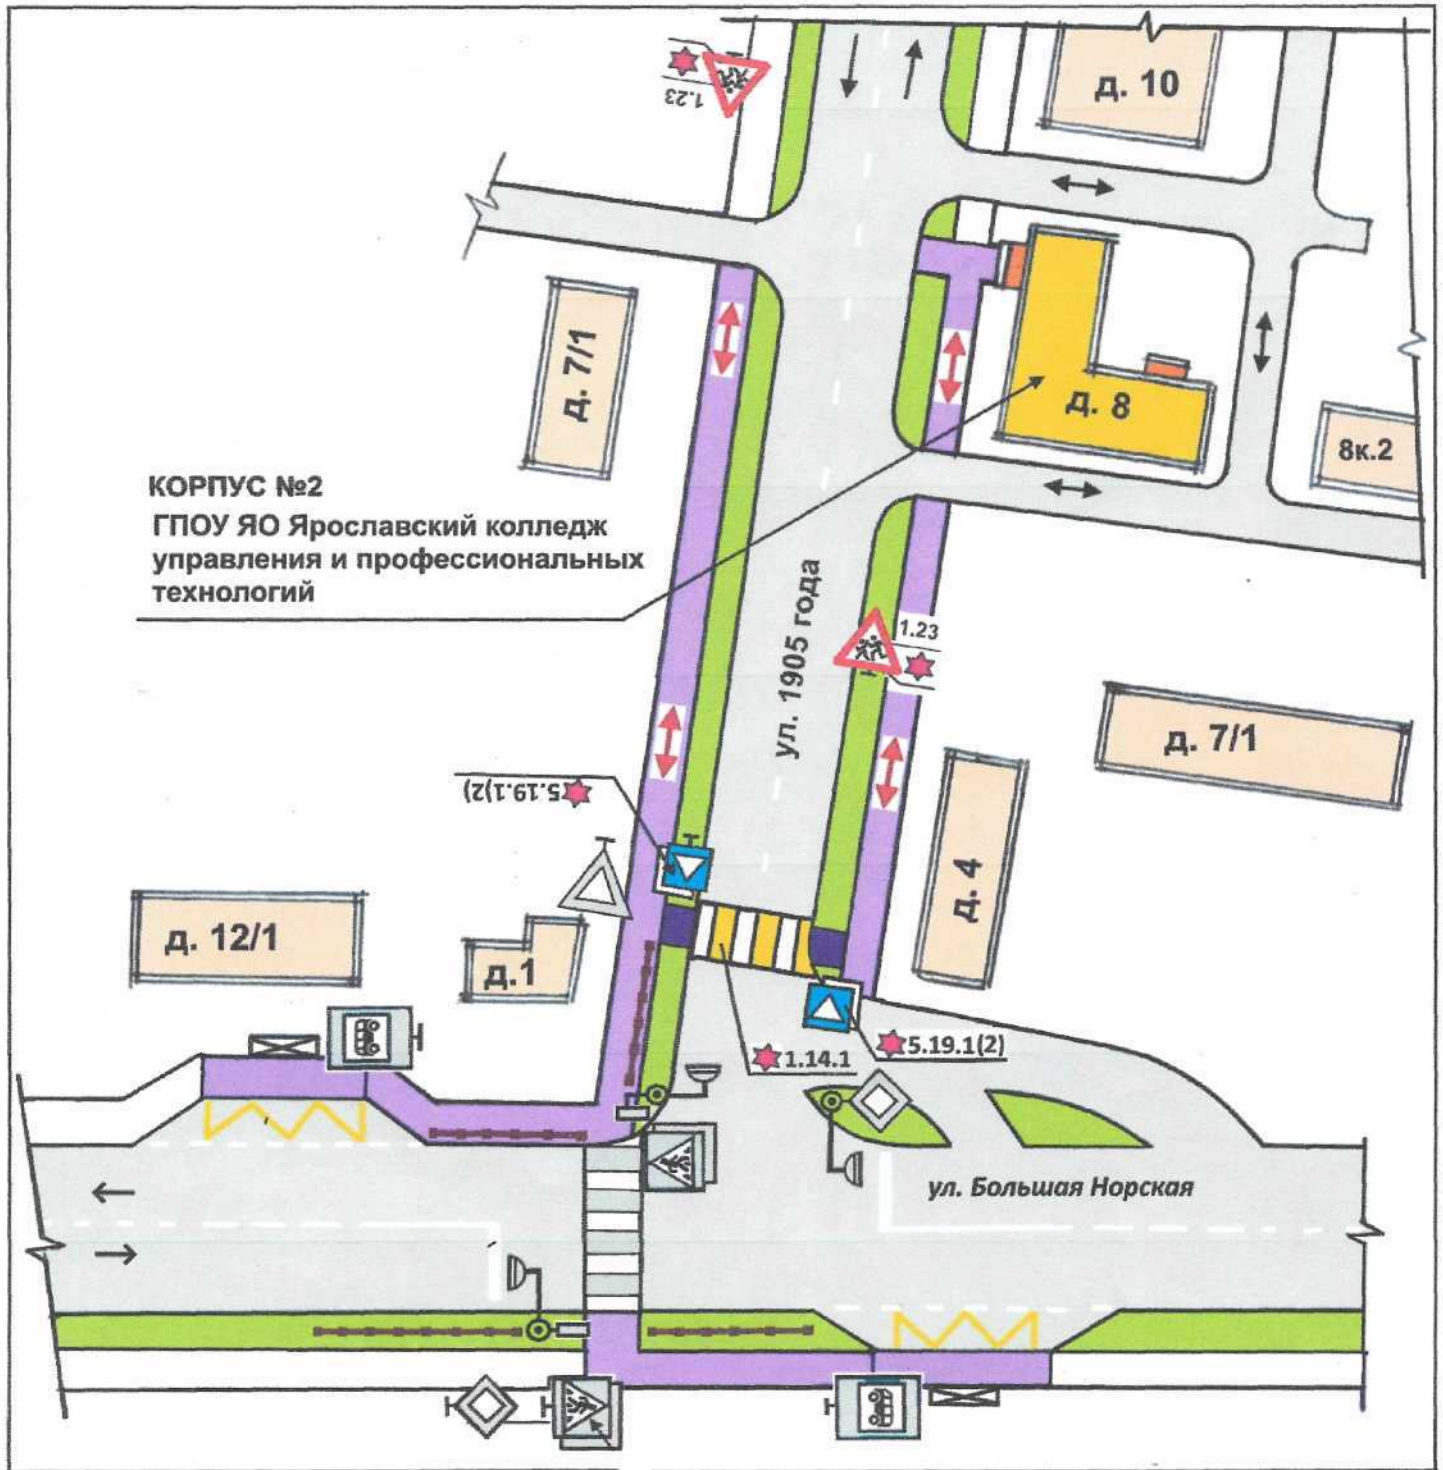 1.23
д. 10
д. 7/1
д. 8
8к.2
КОРПУС №2
ГПОУ ЯО Ярославский колледж
управления и профессиональных
технологий
ул. 1905 года
1.23
д. 7/1
5.19.1(2)
д. 4
д. 12/1
д.1
1.14.1
5.19.1(2)
ул. Большая Норская